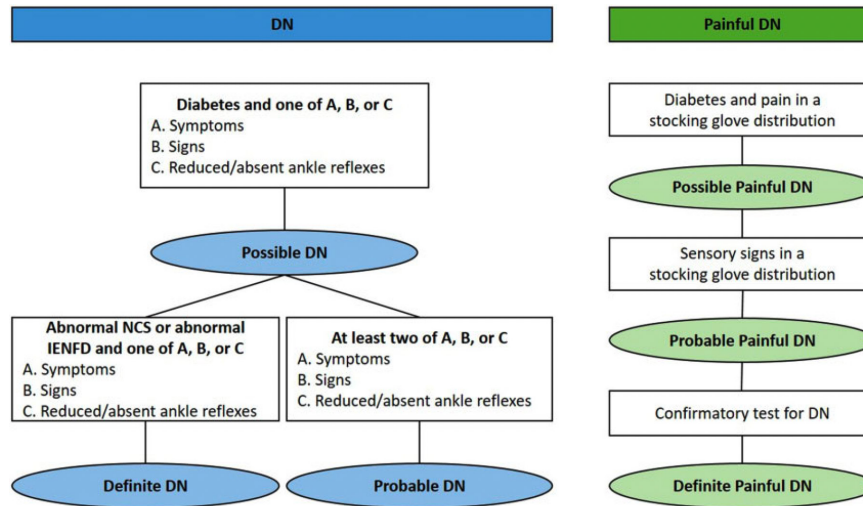 DN
Diabetes and one of A, B, or C
A. Symptoms
B. Signs
C. Reduced/absent ankle reflexes
Possible DN
Abnormal NCS or abnormal
IENFD and one of A, B, or C
A. Symptoms
B. Signs
C. Reduced/absent ankle reflexes
Definite DN
At least two of A, B, or C
A. Symptoms
B. Signs
C. Reduced/absent ankle reflexes
Probable DN
Painful DN
Diabetes and pain in a
stocking glove distribution
Possible Painful DN
Sensory signs in a
stocking glove distribution
Probable Painful DN
Confirmatory test for DN
Definite Painful DN